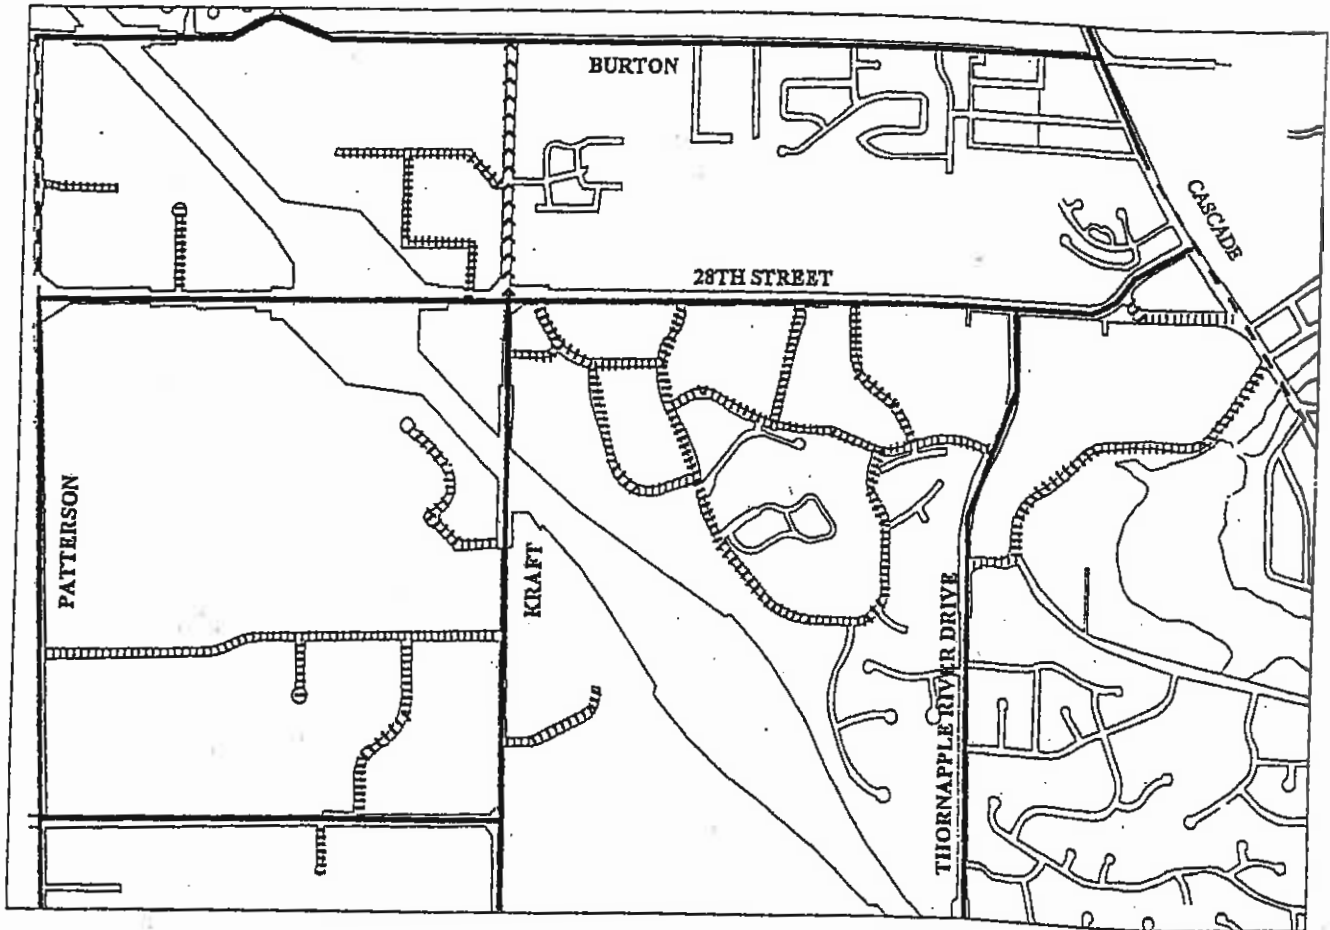 BURTON
CASCADE
28TH STREET
PATTERSON
KRAFT
THORNAPPLE RIVER DRIVE